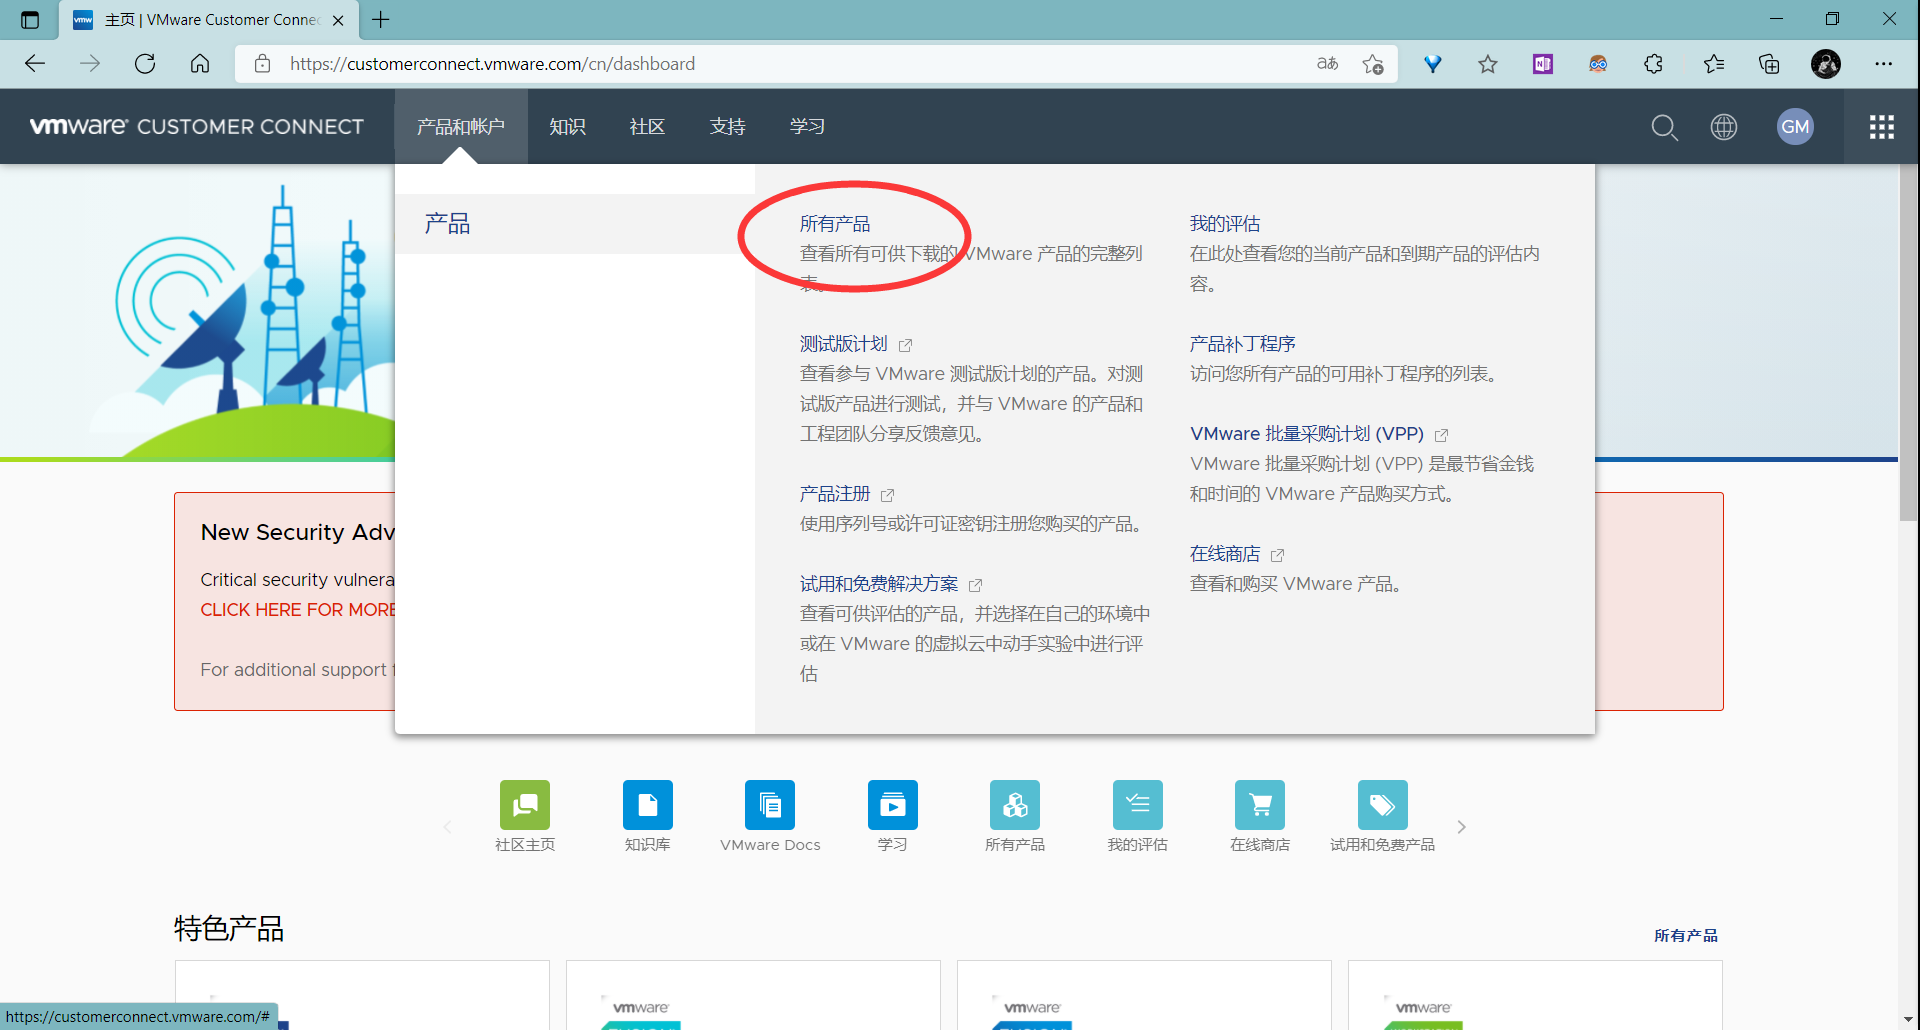 主页 | VMware Customer Connec
https://customerconnect.vmware.com/cn/dashboard
vmware CUSTOMER CONNECT
产品和帐户
知识
社区
支持
学习
GM
产品
所有产品
查看所有可供下载的 VMware 产品的完整列
表。
测试版计划
查看参与 VMware 测试版计划的产品。对测
试版产品进行测试，并与 VMware 的产品和
工程团队分享反馈意见。
产品注册
使用序列号或许可证密钥注册您购买的产品。
试用和免费解决方案
查看可供评估的产品，并选择在自己的环境中
或在 VMware 的虚拟云中动手实验中进行评
估
我的评估
在此处查看您的当前产品和到期产品的评估内
容。
产品补丁程序
访问您所有产品的可用补丁程序的列表。
VMware 批量采购计划 (VPP)
VMware 批量采购计划 (VPP) 是最节省金钱
和时间的 VMware 产品购买方式。
在线商店
查看和购买 VMware 产品。
New Security Adv
Critical security vulnera
CLICK HERE FOR MORE
For additional support
社区主页
知识库
VMware Docs
学习
所有产品
我的评估
在线商店
试用和免费产品
特色产品
所有产品
vmware
vmware
vmware
https://customerconnect.vmware.com/#